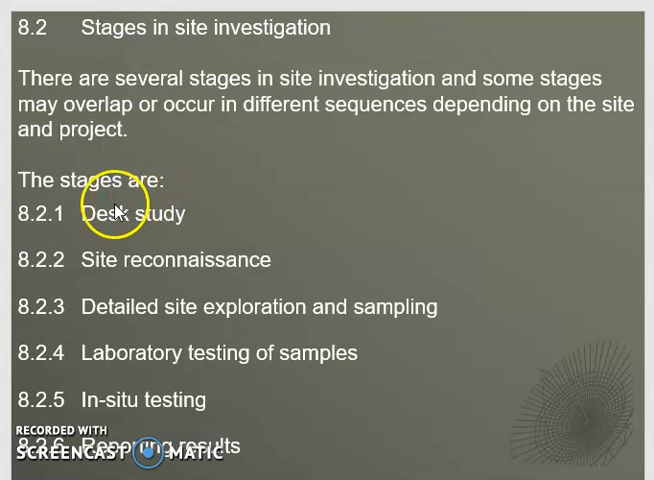 8.2 Stages in site investigation
There are several stages in site investigation and some stages
may overlap or occur in different sequences depending on the site
and project.
The stages are:
8.2.1 Desk study
8.2.2 Site reconnaissance
8.2.3 Detailed site exploration and sampling
8.2.4 Laboratory testing of samples
8.2.5 In-situ testing
8.2.6 Reporting results
RECORDED WITH
SCREENCAST MATIC